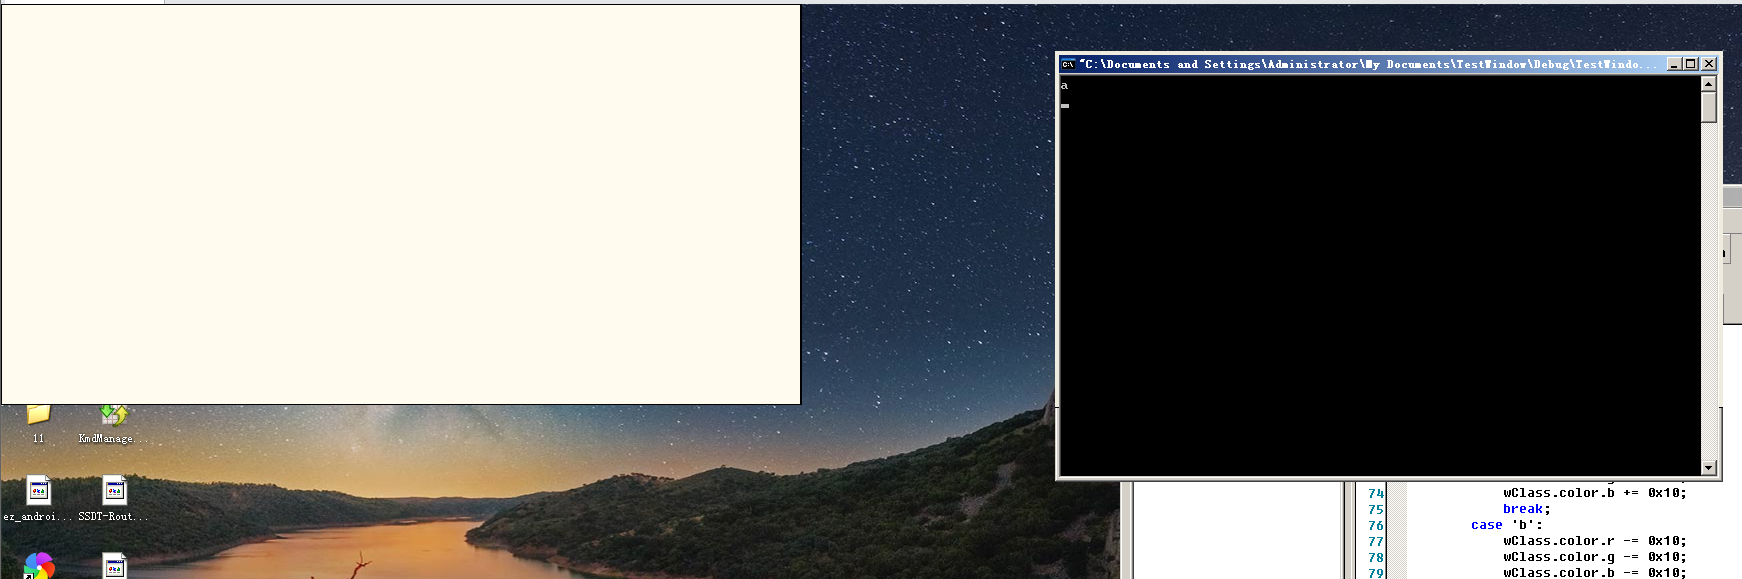 "C:\Documents and Settings\Administrator\My Documents\TestWindow\Debug\TestWindo...
a
11
KmdManage...
ez_androi...
SSDT-Rout...
74 wClass.color.b += 0x10;
75 break;
76 case 'b':
77 wClass.color.r -= 0x10;
78 wClass.color.g -= 0x10;
79 wClass.color.b -= 0x10;